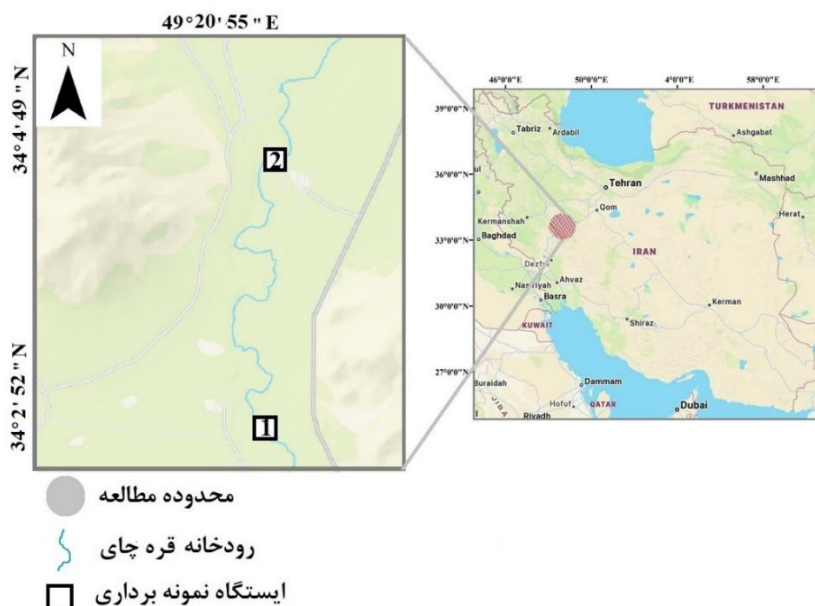 49°20'55" E
N
34°4'49" N
34°2'52" N
2
1
46°0'0"E
50°0'0"E
4°0'0"E
58°0'0"E
39°0'0"N
36°0'0"N
33°0'0"N
30°0'0"N
27°0'0"N
TURKMENISTAN
Tabriz
Ardabil
Ashgabat
Tehran
Mashhad
Qom
Kermanshah
Herat
Baghdad
IRAN
Ahvaz
Basra
Kerman
KUWAIT
Shiraz
Buraidah
Dammam
Hofuf
QATAR
Riyadh
Dubai
محدوده مطالعه
رودخانه قره چای
ایستگاه نمونه برداری